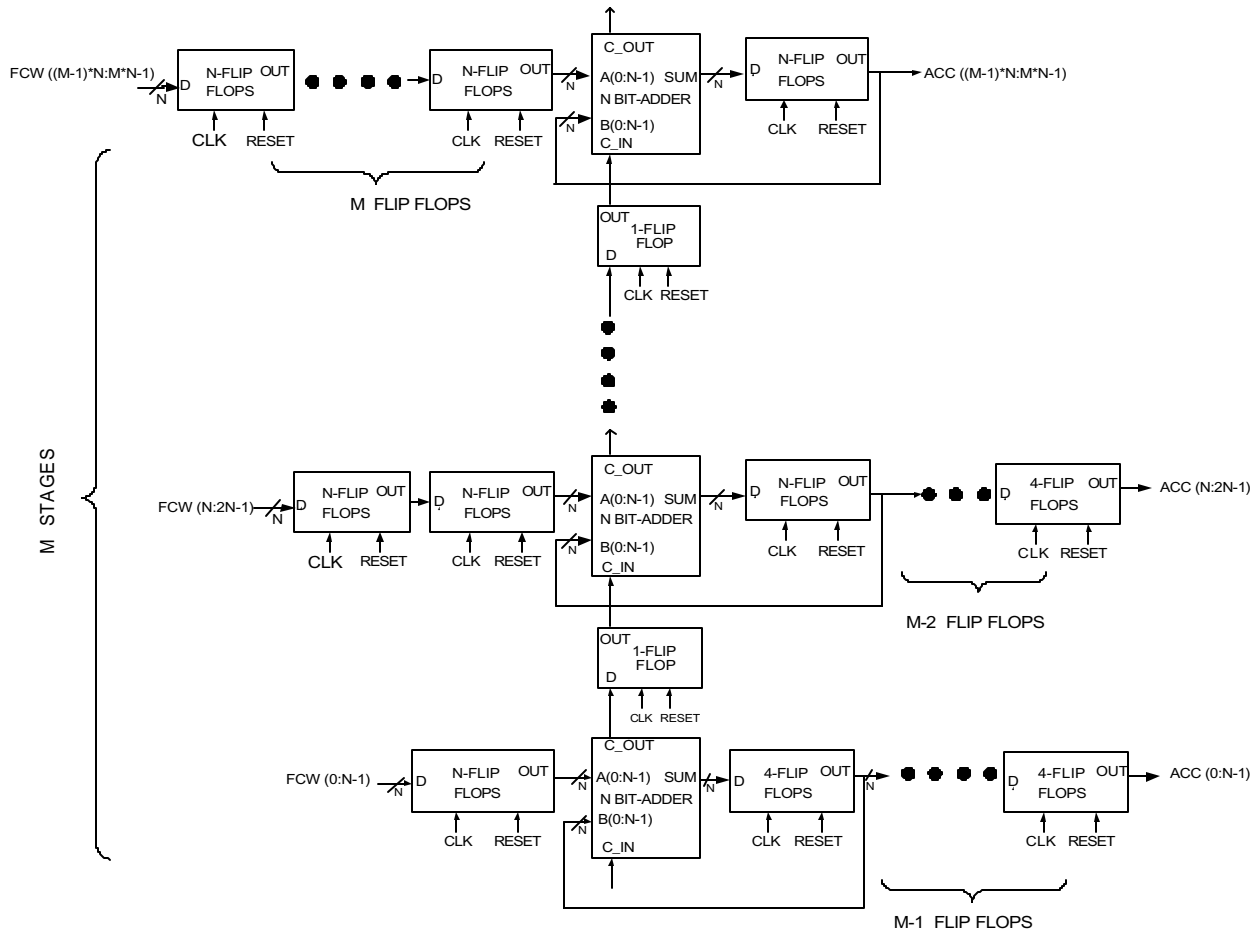 FCW ((M-1)*N:M*N-1)
N
D
N-FLIP OUT
FLOPS
CLK
RESET
D
N-FLIP OUT
FLOPS
CLK
RESET
M FLIP FLOPS
N
N
C_OUT
A(0:N-1) SUM
N BIT-ADDER
B(0:N-1)
C_IN
N
D
N-FLIP OUT
FLOPS
CLK
RESET
ACC ((M-1)*N:M*N-1)
OUT
1-FLIP
FLOP
D
CLK RESET
M STAGES
FCW (N:2N-1)
N
D
N-FLIP OUT
FLOPS
CLK
RESET
D
N-FLIP OUT
FLOPS
CLK
RESET
N
N
C_OUT
A(0:N-1) SUM
N BIT-ADDER
B(0:N-1)
C_IN
N
D
N-FLIP OUT
FLOPS
CLK
RESET
D
4-FLIP OUT
FLOPS
CLK
RESET
ACC (N:2N-1)
M-2 FLIP FLOPS
OUT
1-FLIP
FLOP
D
CLK RESET
FCW (0:N-1)
N
D
N-FLIP OUT
FLOPS
CLK
RESET
N
N
C_OUT
A(0:N-1) SUM
N BIT-ADDER
B(0:N-1)
C_IN
N
D
4-FLIP OUT
FLOPS
CLK
RESET
N
D
4-FLIP OUT
FLOPS
CLK
RESET
ACC (0:N-1)
M-1 FLIP FLOPS